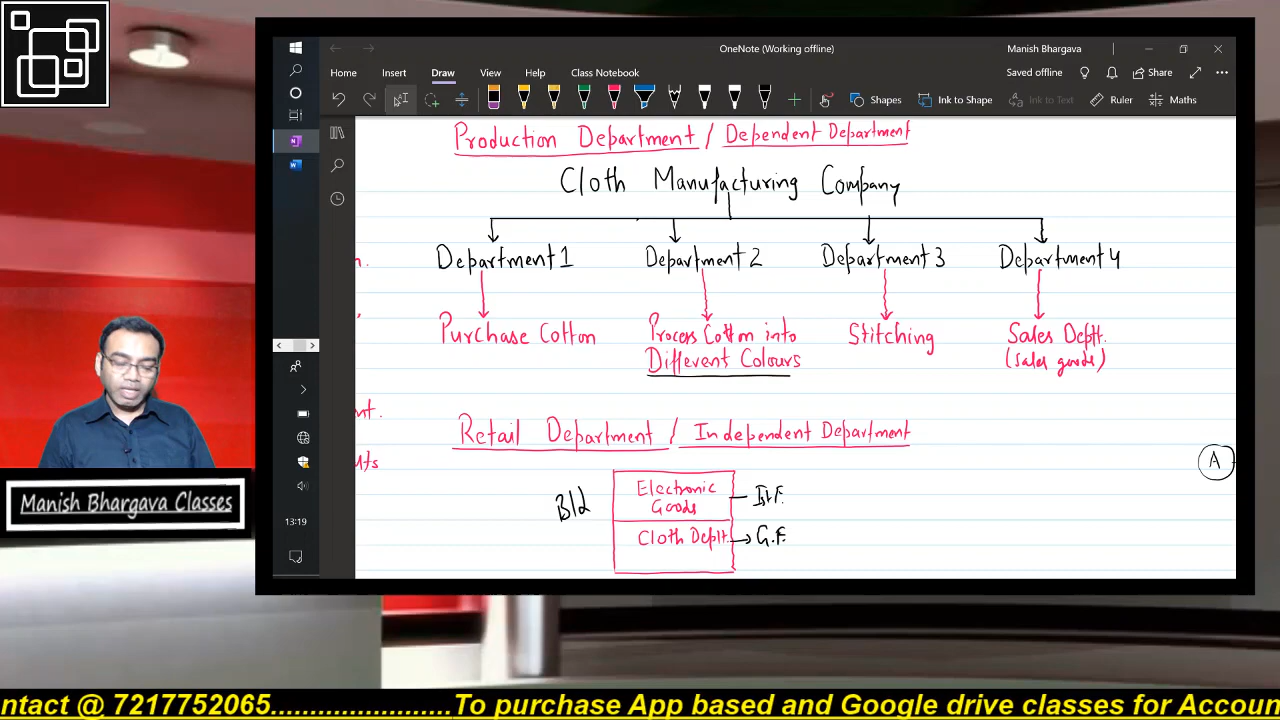 OneNote (Working offline)
Manish Bhargava
Home Insert Draw View Help Class Notebook
Saved offline
Share
Shapes
Ink to Shape
Ink to Text
Ruler
Maths
Production Department / Dependent Department
Cloth Manufacturing Company
Department 1 Department 2 Department 3 Department 4
Purchase Cotton
Process Cotton into
Different Colours
Stitching
Sales Deptt.
(Sales goods)
Retail Department / Independent Department
A
Electronic
Goods
Cloth Deptt.
G.F.
Manish Bhargava Classes
13:19
ntact @ 7217752065......................To purchase App based and Google drive classes for Accoun